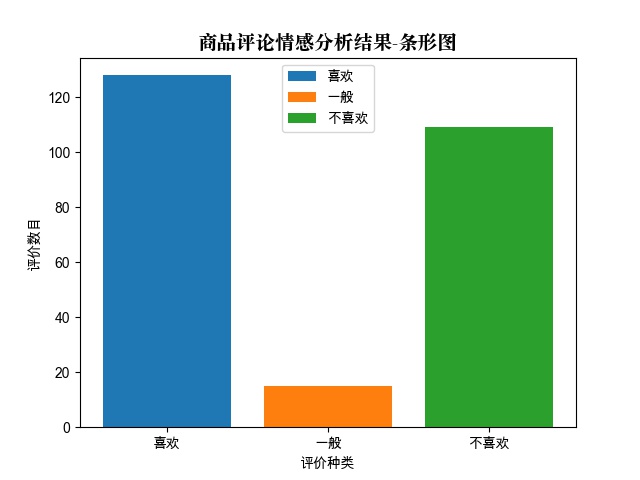 商品评论情感分析结果-条形图
喜欢
一般
不喜欢
评价数目
120
100
80
60
40
20
0
喜欢 一般 不喜欢
评价种类